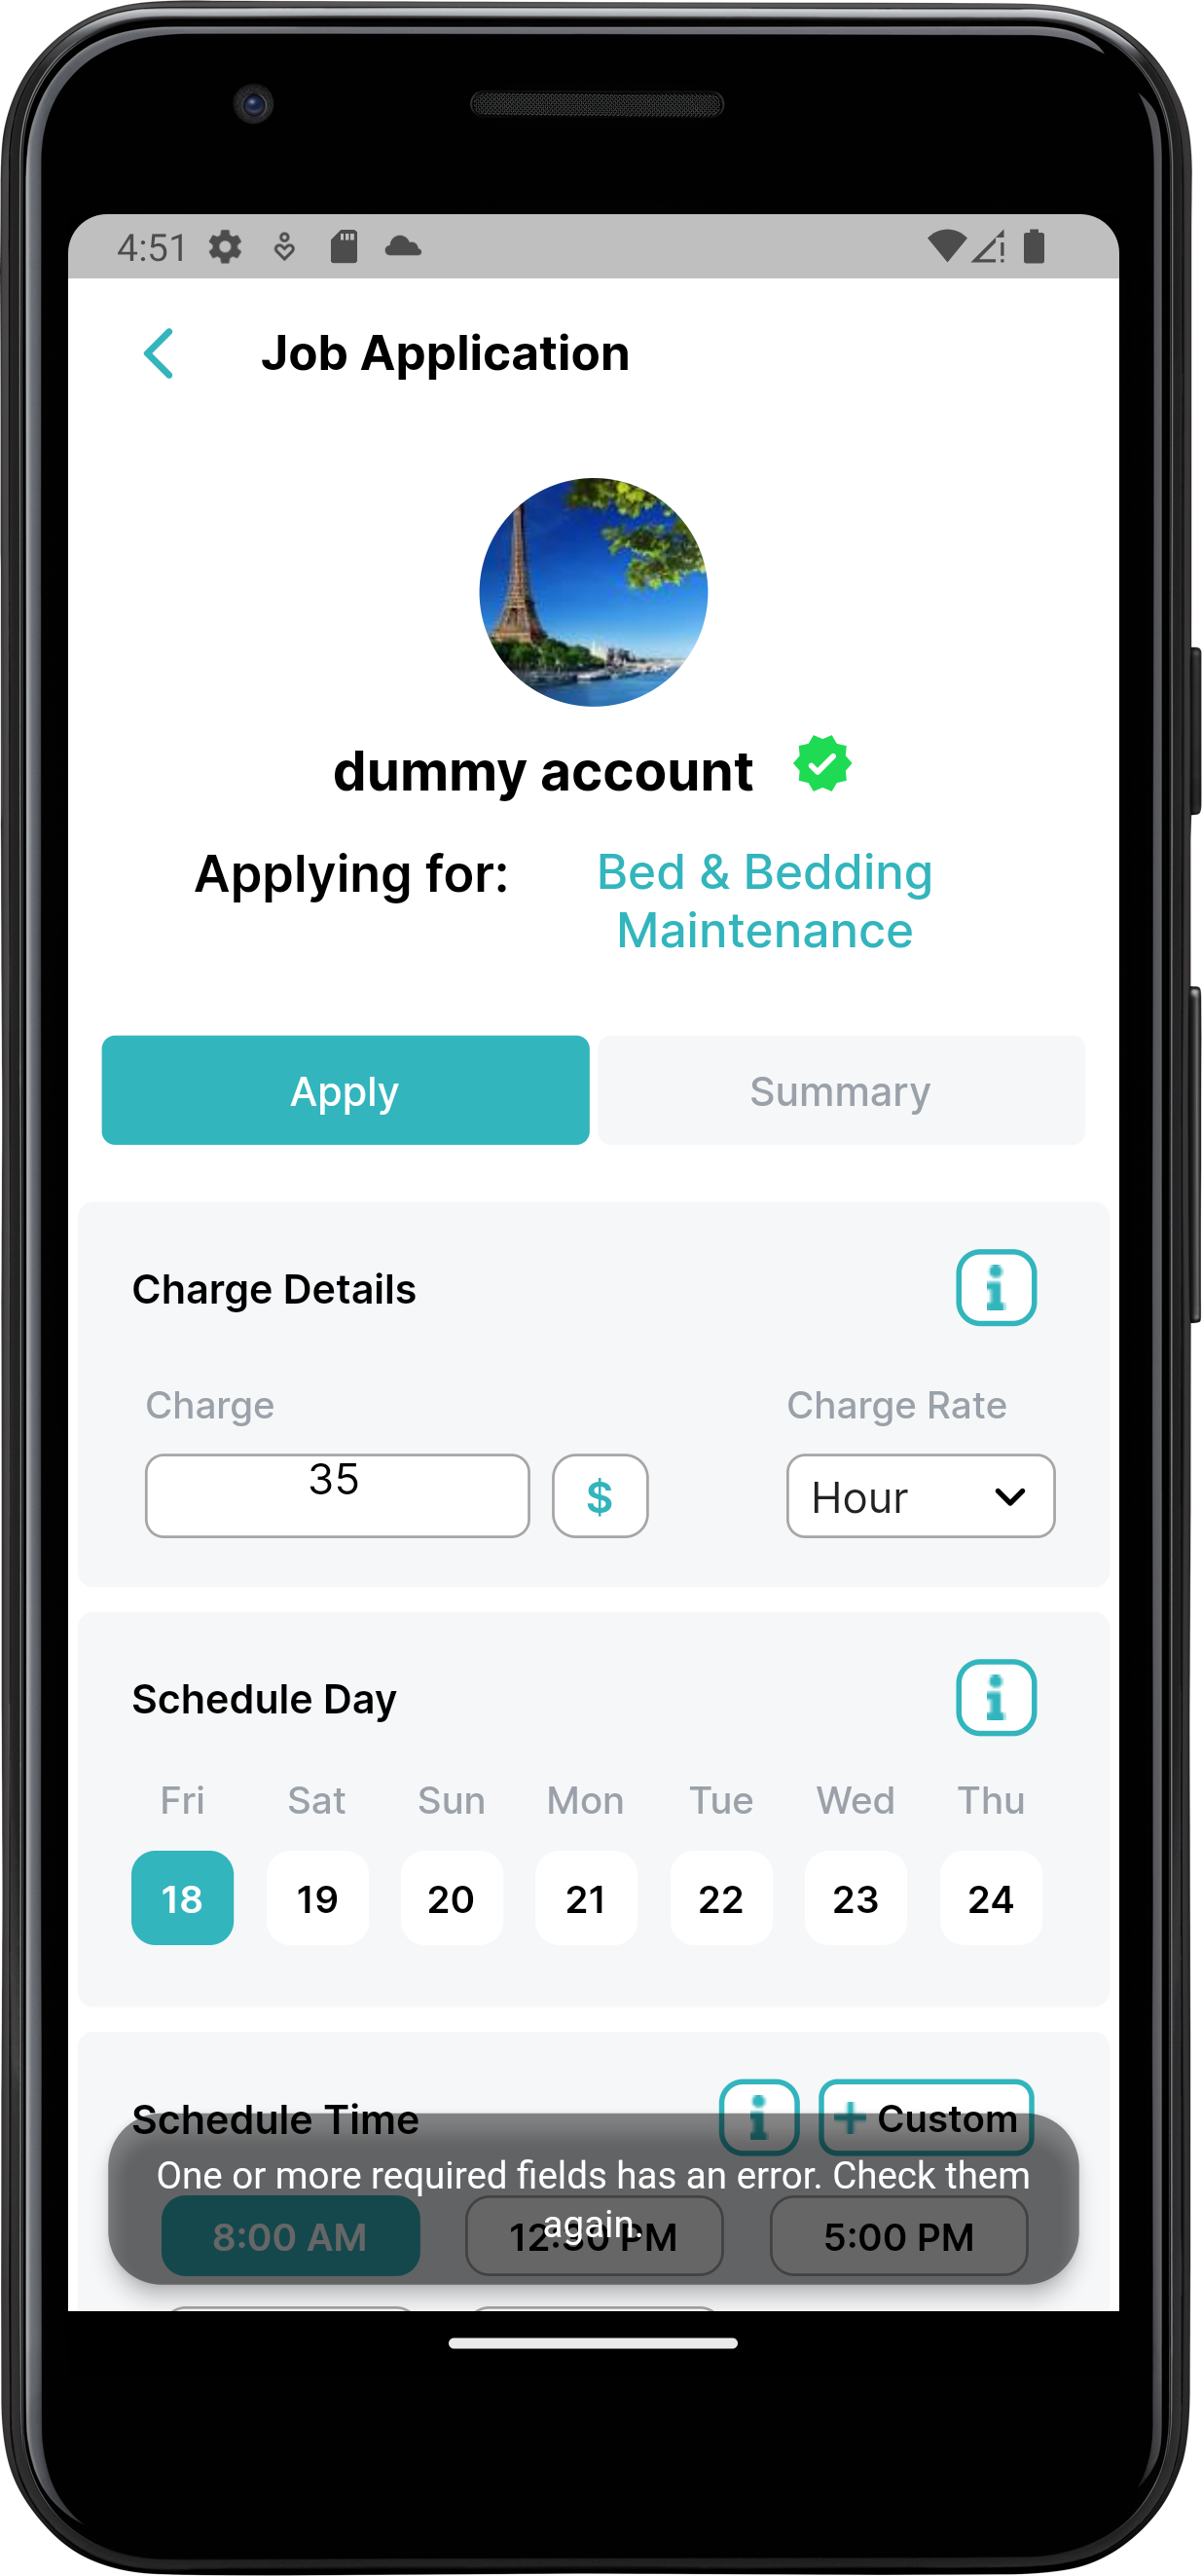 4:51
Job Application
dummy account
Applying for:
Bed & Bedding
Maintenance
Apply
Summary
Charge Details
Charge
Charge Rate
35
$
Hour
Schedule Day
Fri Sat Sun Mon Tue Wed Thu
18 19 20 21 22 23 24
Schedule Time
+ Custom
One or more required fields has an error. Check them
again.
8:00 AM
12:30 PM
5:00 PM